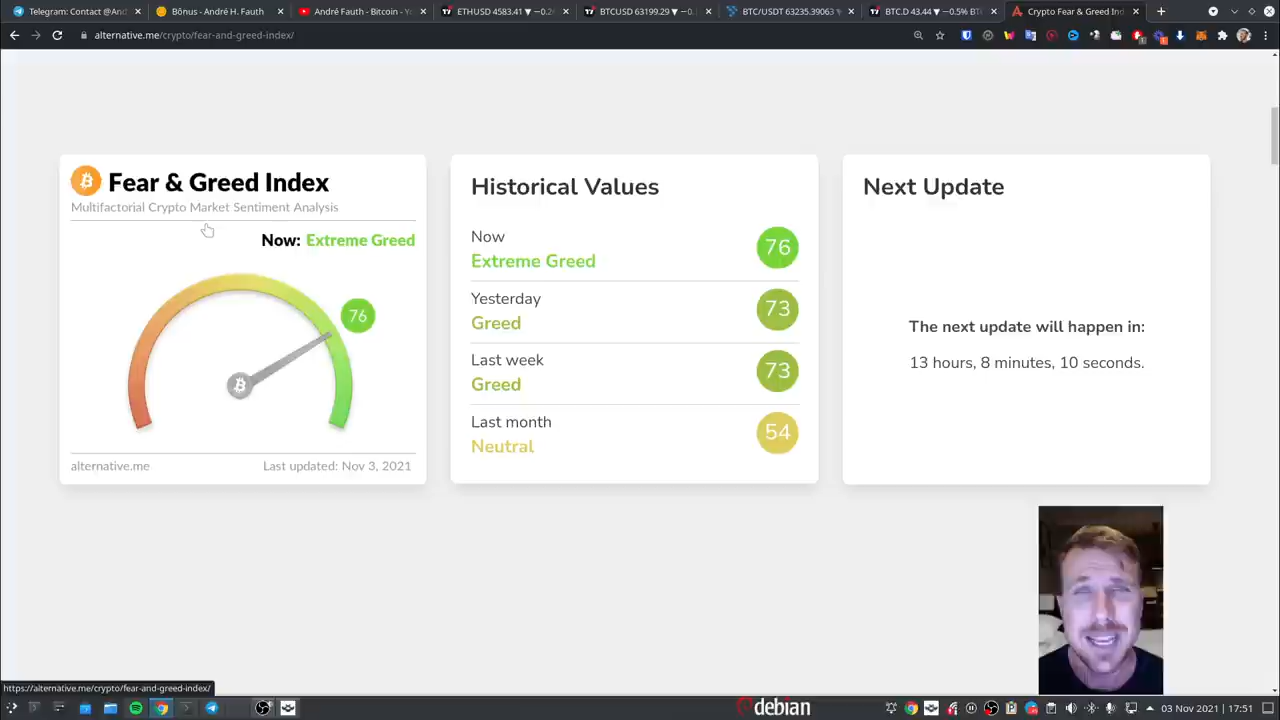 Telegram: Contact @And
Bônus - André H. Fauth
André Fauth - Bitcoin - Yo
ETHUSD 4583.41 ▼ −0.2
BTCUSD 63199.29 ▼ −0.
BTC/USDT 63235.39063
BTC.D 43.44 ▼ −0.5% BT
Crypto Fear & Greed Ind
alternative.me/crypto/fear-and-greed-index/
Fear & Greed Index
Multifactorial Crypto Market Sentiment Analysis
Now: Extreme Greed
76
alternative.me
Last updated: Nov 3, 2021
Historical Values
Now
Extreme Greed
76
Yesterday
Greed
73
Last week
Greed
73
Last month
Neutral
54
Next Update
The next update will happen in:
13 hours, 8 minutes, 10 seconds.
https://alternative.me/crypto/fear-and-greed-index/
debian
03 Nov 2021
17:51